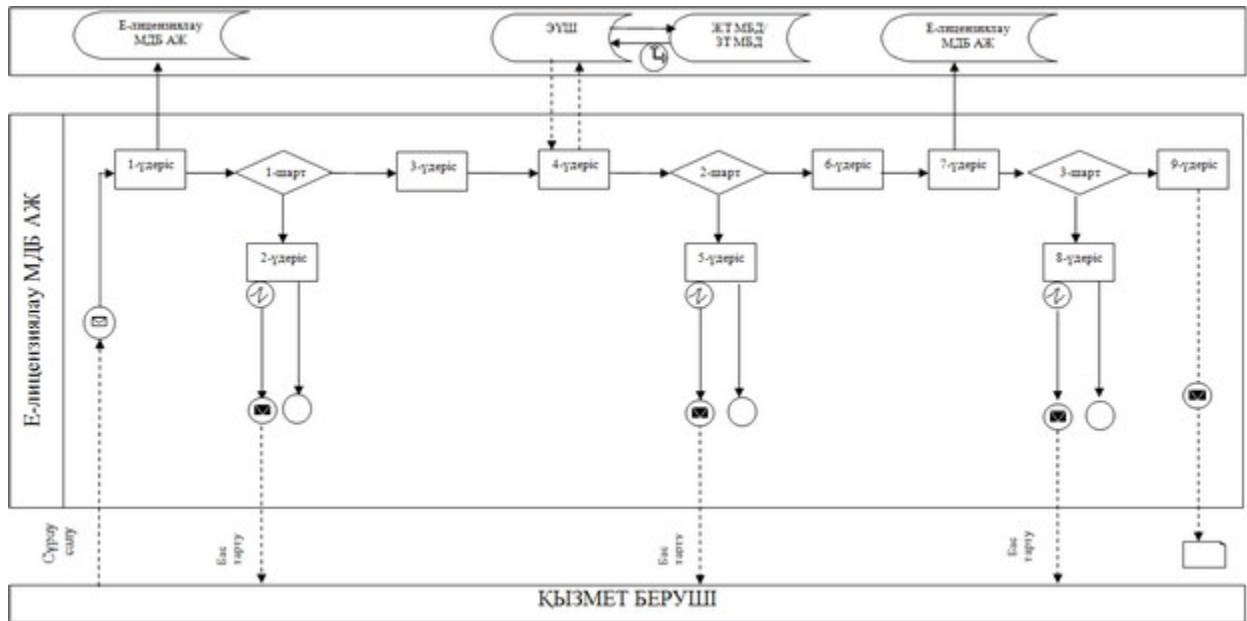 Е-лицензиялау
МДБ АЖ
ЭҮШ
ЖТ МБД/
ЗТ МБД
Е-лицензиялау
МДБ АЖ
Е-лицензиялау МДБ АЖ
1-үдеріс
1-шарт
3-үдеріс
4-үдеріс
2-шарт
6-үдеріс
7-үдеріс
3-шарт
9-үдеріс
2-үдеріс
5-үдеріс
8-үдеріс
Сұрау
салу
Бас
тарту
Бас
тарту
Бас
тарту
ҚЫЗМЕТ БЕРУШІ